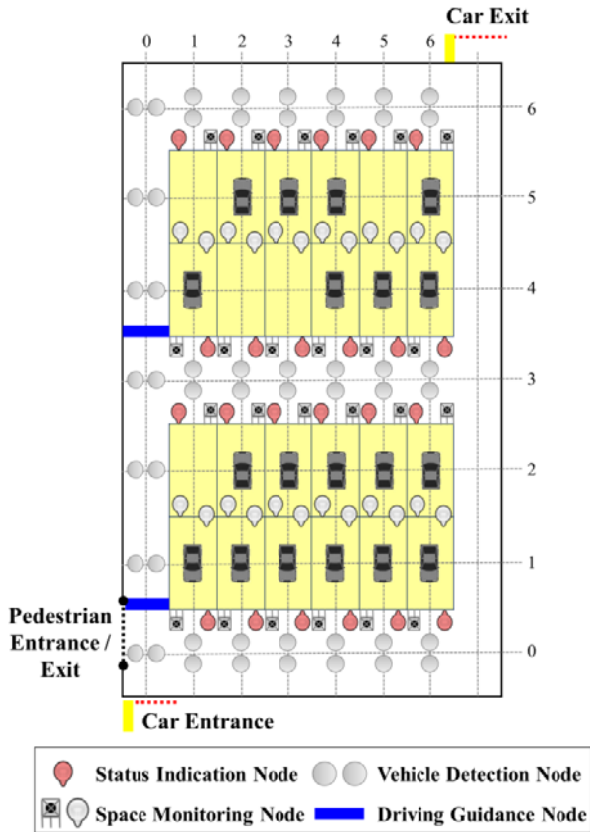 Car Exit
0 1 2 3 4 5 6
6
5
4
3
2
1
0
Pedestrian
Entrance /
Exit
Car Entrance
Status Indication Node Vehicle Detection Node
Space Monitoring Node Driving Guidance Node